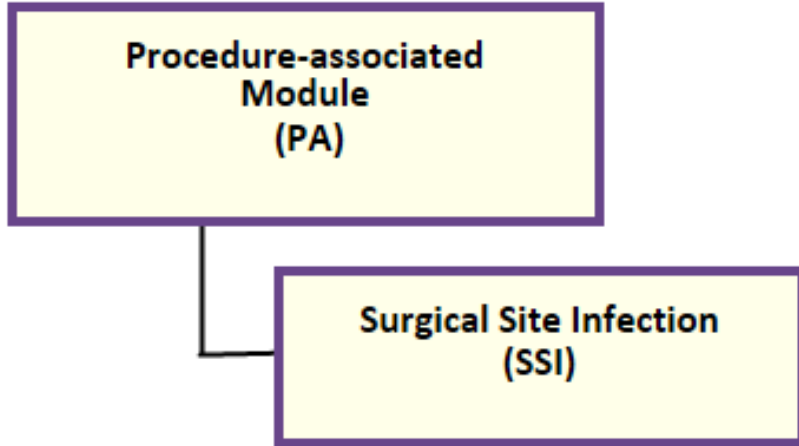 Procedure-associated
Module
(PA)
Surgical Site Infection
(SSI)